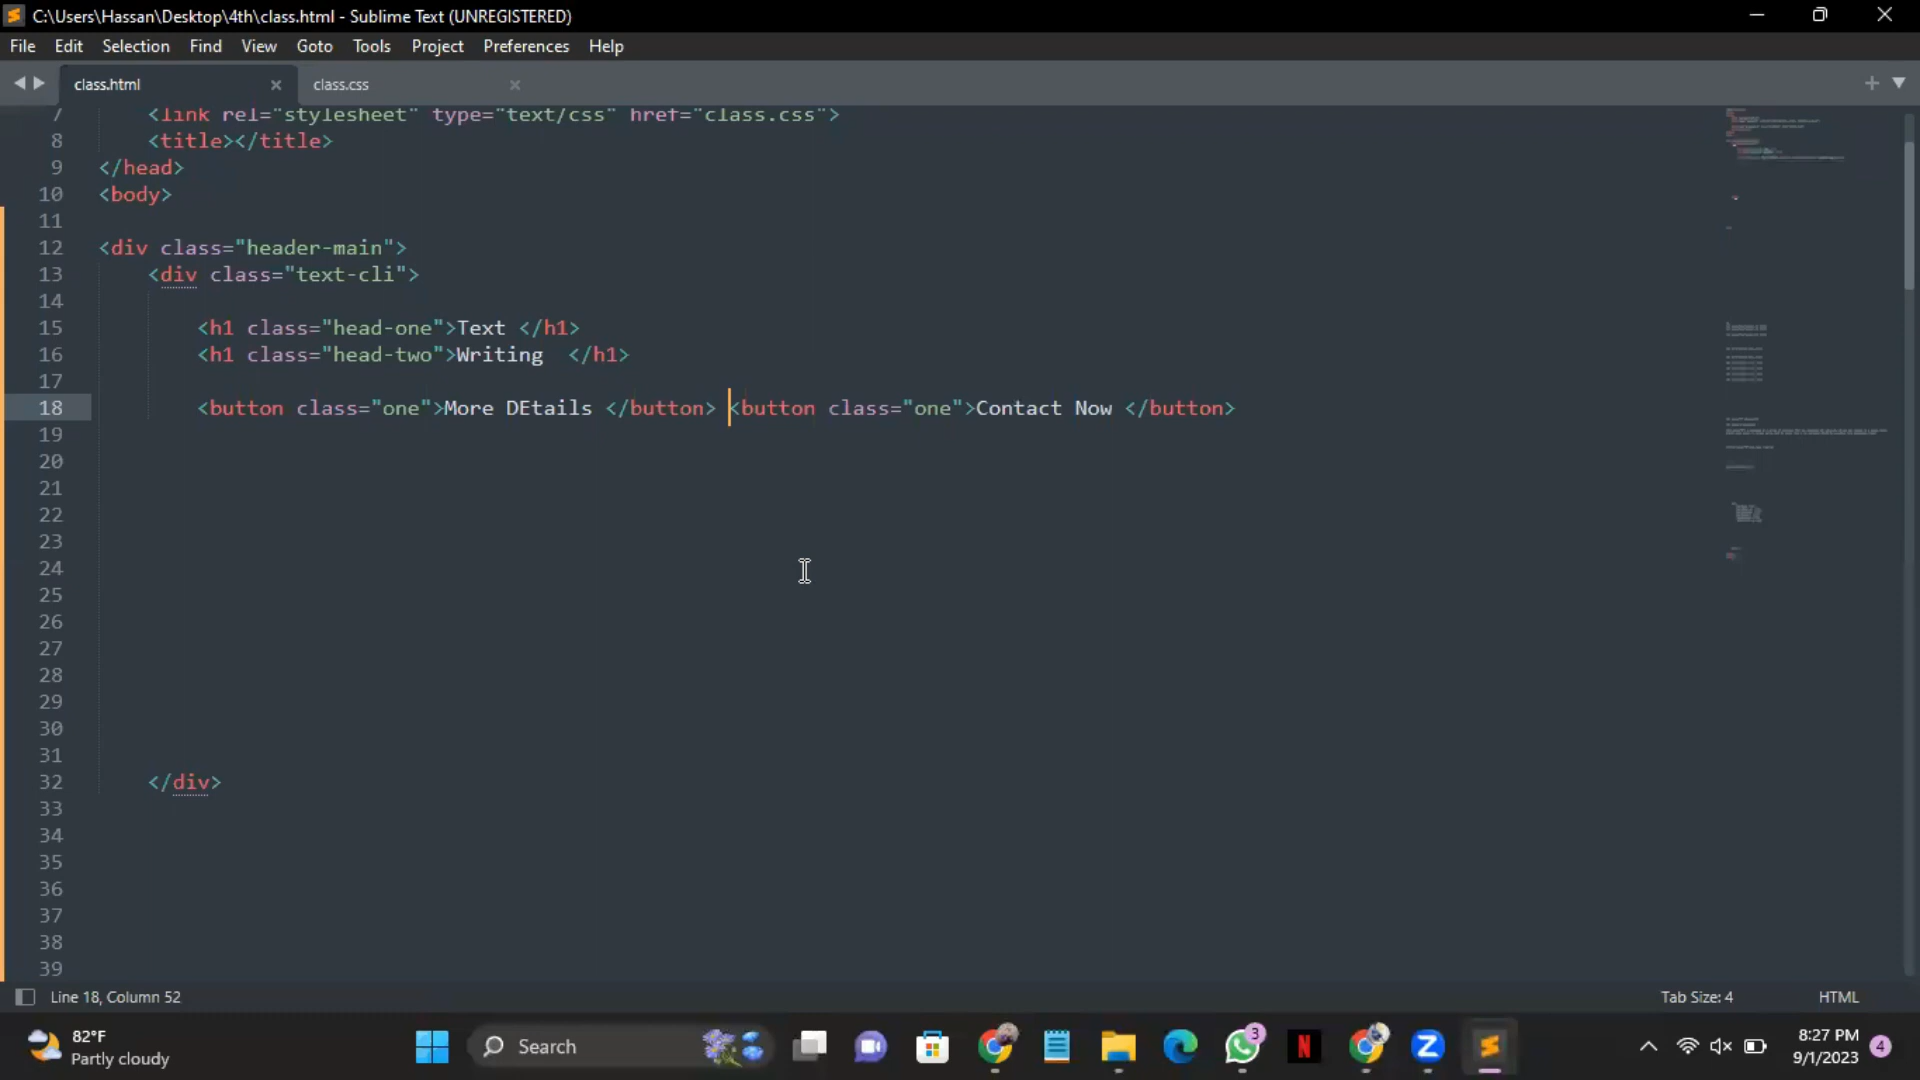 C:\Users\Hassan\Desktop\4th\class.html - Sublime Text (UNREGISTERED)
File Edit Selection Find View Goto Tools Project Preferences Help
class.html class.css
7 <link rel="stylesheet" type="text/css" href="class.css">
8 <title></title>
9 </head>
10 <body>
11
12 <div class="header-main">
13 <div class="text-cli">
14
15 <h1 class="head-one">Text </h1>
16 <h1 class="head-two">Writing  </h1>
17
18 <button class="one">More DEtails </button> <button class="one">Contact Now </button>
19
20
21
22
23
24
25
26
27
28
29
30
31
32 </div>
33
34
35
36
37
38
39
Line 18, Column 52 Tab Size: 4 HTML
82°F
Partly cloudy
Search
3
N
Z
8:27 PM
9/1/2023
4